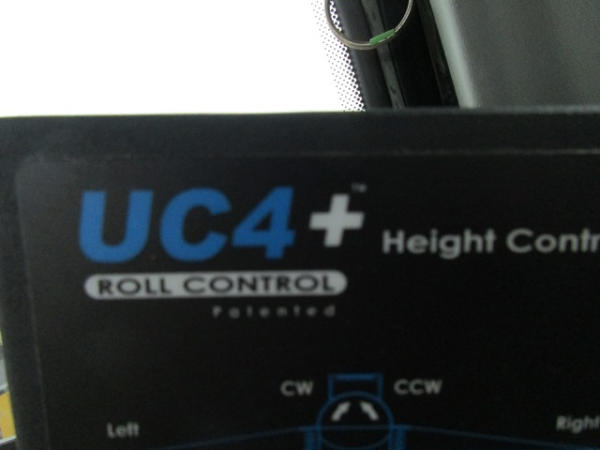 UC4+™
Height Contr
ROLL CONTROL
Patented
CW CCW
Left Right